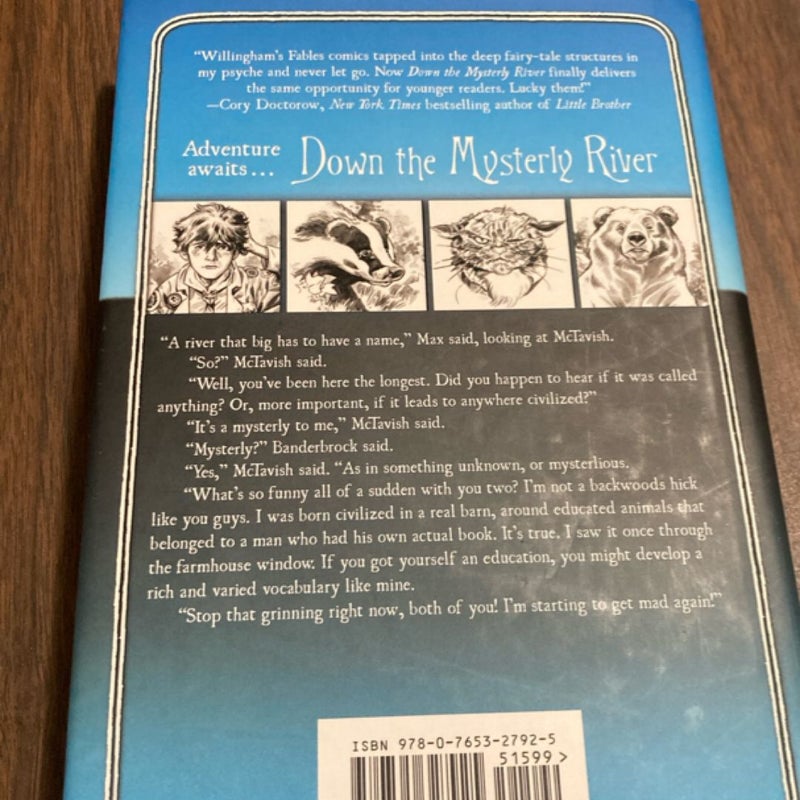 “Willingham’s Fables comics tapped into the deep fairy-tale structures in
my psyche and never let go. Now Down the Mysterly River finally delivers
the same opportunity for younger readers. Lucky them!”
—Cory Doctorow, New York Times bestselling author of Little Brother
Adventure
awaits... Down the Mysterly River
“A river that big has to have a name,” Max said, looking at McTavish.
“So?” McTavish said.
“Well, you’ve been here the longest. Did you happen to hear if it was called
anything? Or, more important, if it leads to anywhere civilized?”
“It’s a mysterly to me,” McTavish said.
“Mysterly?” Banderbrock said.
“Yes,” McTavish said. “As in something unknown, or mysterlious.
“What’s so funny all of a sudden with you two? I’m not a backwoods hick
like you guys. I was born civilized in a real barn, around educated animals that
belonged to a man who had his own actual book. It’s true. I saw it once through
the farmhouse window. If you got yourself an education, you might develop a
rich and varied vocabulary like mine.
“Stop that grinning right now, both of you! I’m starting to get mad again!”
ISBN 978-0-7653-2792-5
51599>